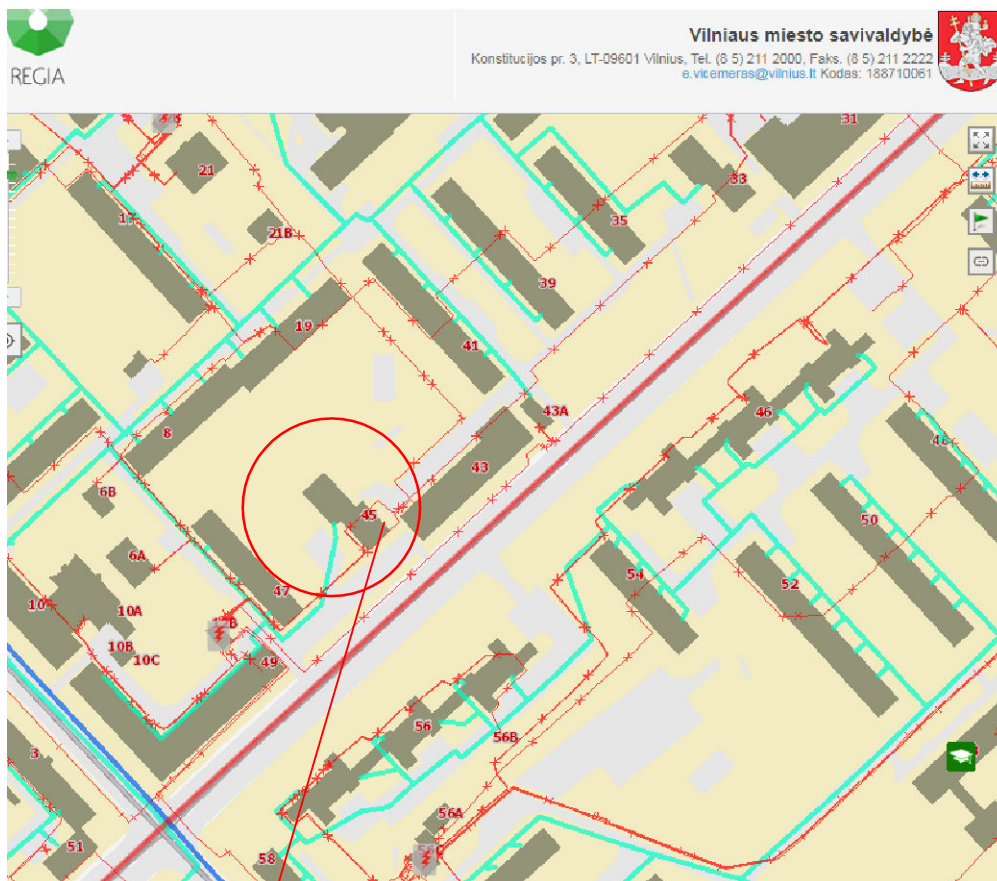 Vilniaus miesto savivaldybė
Konstitucijos pr. 3, LT-09601 Vilnius, Tel. (8 5) 211 2000, Faks. (8 5) 211 2222
e.vicemeras@vilnius.lt Kodas: 188710061
REGIA
31
21
33
17
35
21B
39
19
41
43A
46
8
43
48
6B
45
50
6A
54
52
47
10
10A
10B
10C
49
56
56B
3
56A
51
58